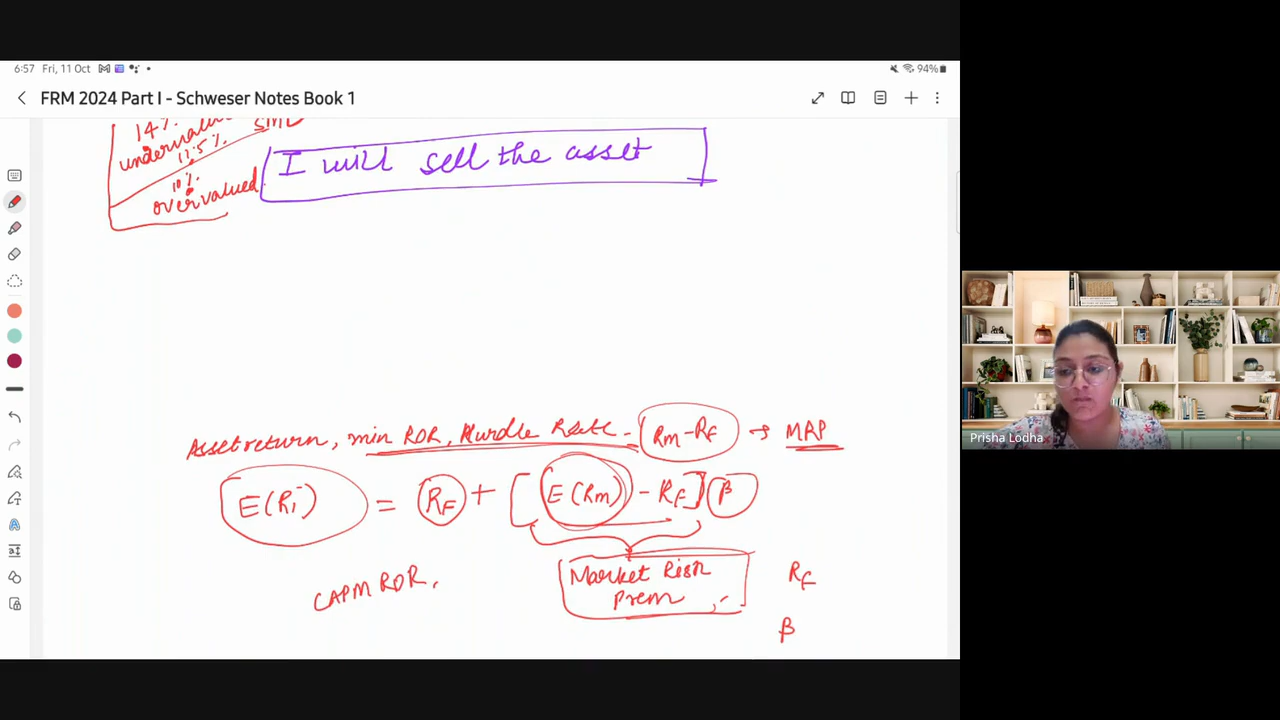 6:57 Fri, 11 Oct 94%
FRM 2024 Part I - Schweser Notes Book 1
14%
undervalued
SML
11.5%
10%
overvalued
I will sell the asset
Asset return, min ROR, Hurdle Rate - (Rm - RF → MRP
E(Ri) = RF + [E(Rm) - RF] β
Market Risk
Prem
CAPM ROR,
RF
β
Prisha Lodha